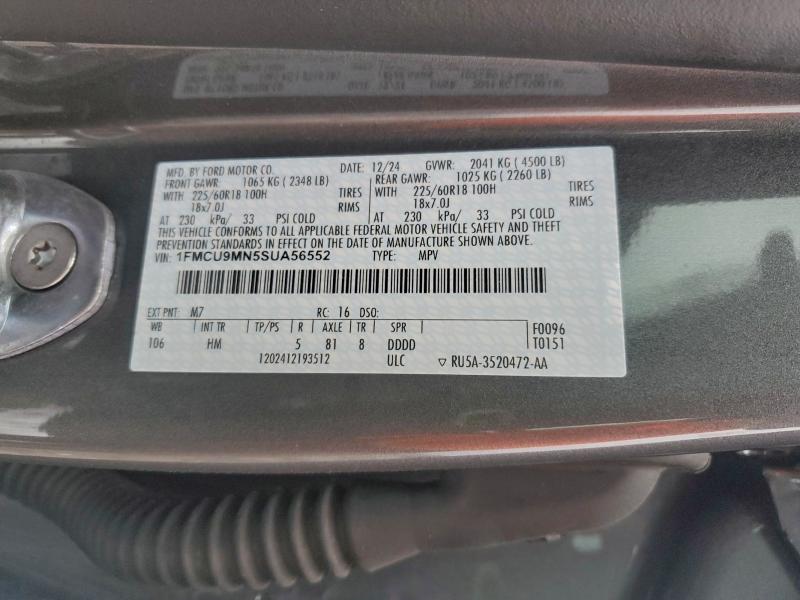 MFD. BY FORD MOTOR CO. DATE: 12/24 GVWR: 2041 KG ( 4500 LB)
FRONT GAWR: 1065 KG ( 2348 LB) REAR GAWR: 1025 KG ( 2260 LB)
WITH 225/60R18 100H TIRES WITH 225/60R18 100H TIRES
18x7.0J RIMS 18x7.0J RIMS
AT 230 kPa/ 33 PSI COLD AT 230 kPa/ 33 PSI COLD
THIS VEHICLE CONFORMS TO ALL APPLICABLE FEDERAL MOTOR VEHICLE SAFETY AND THEFT
PREVENTION STANDARDS IN EFFECT ON THE DATE OF MANUFACTURE SHOWN ABOVE.
VIN: 1FMCU9MN5SUA56552 TYPE: MPV
EXT PNT: M7 RC: 16 DSO: F0096
WB INT TR TP/PS R AXLE TR SPR T0151
106 HM 5 81 8 DDDD
1202412193512 ULC ▽ RU5A-3520472-AA